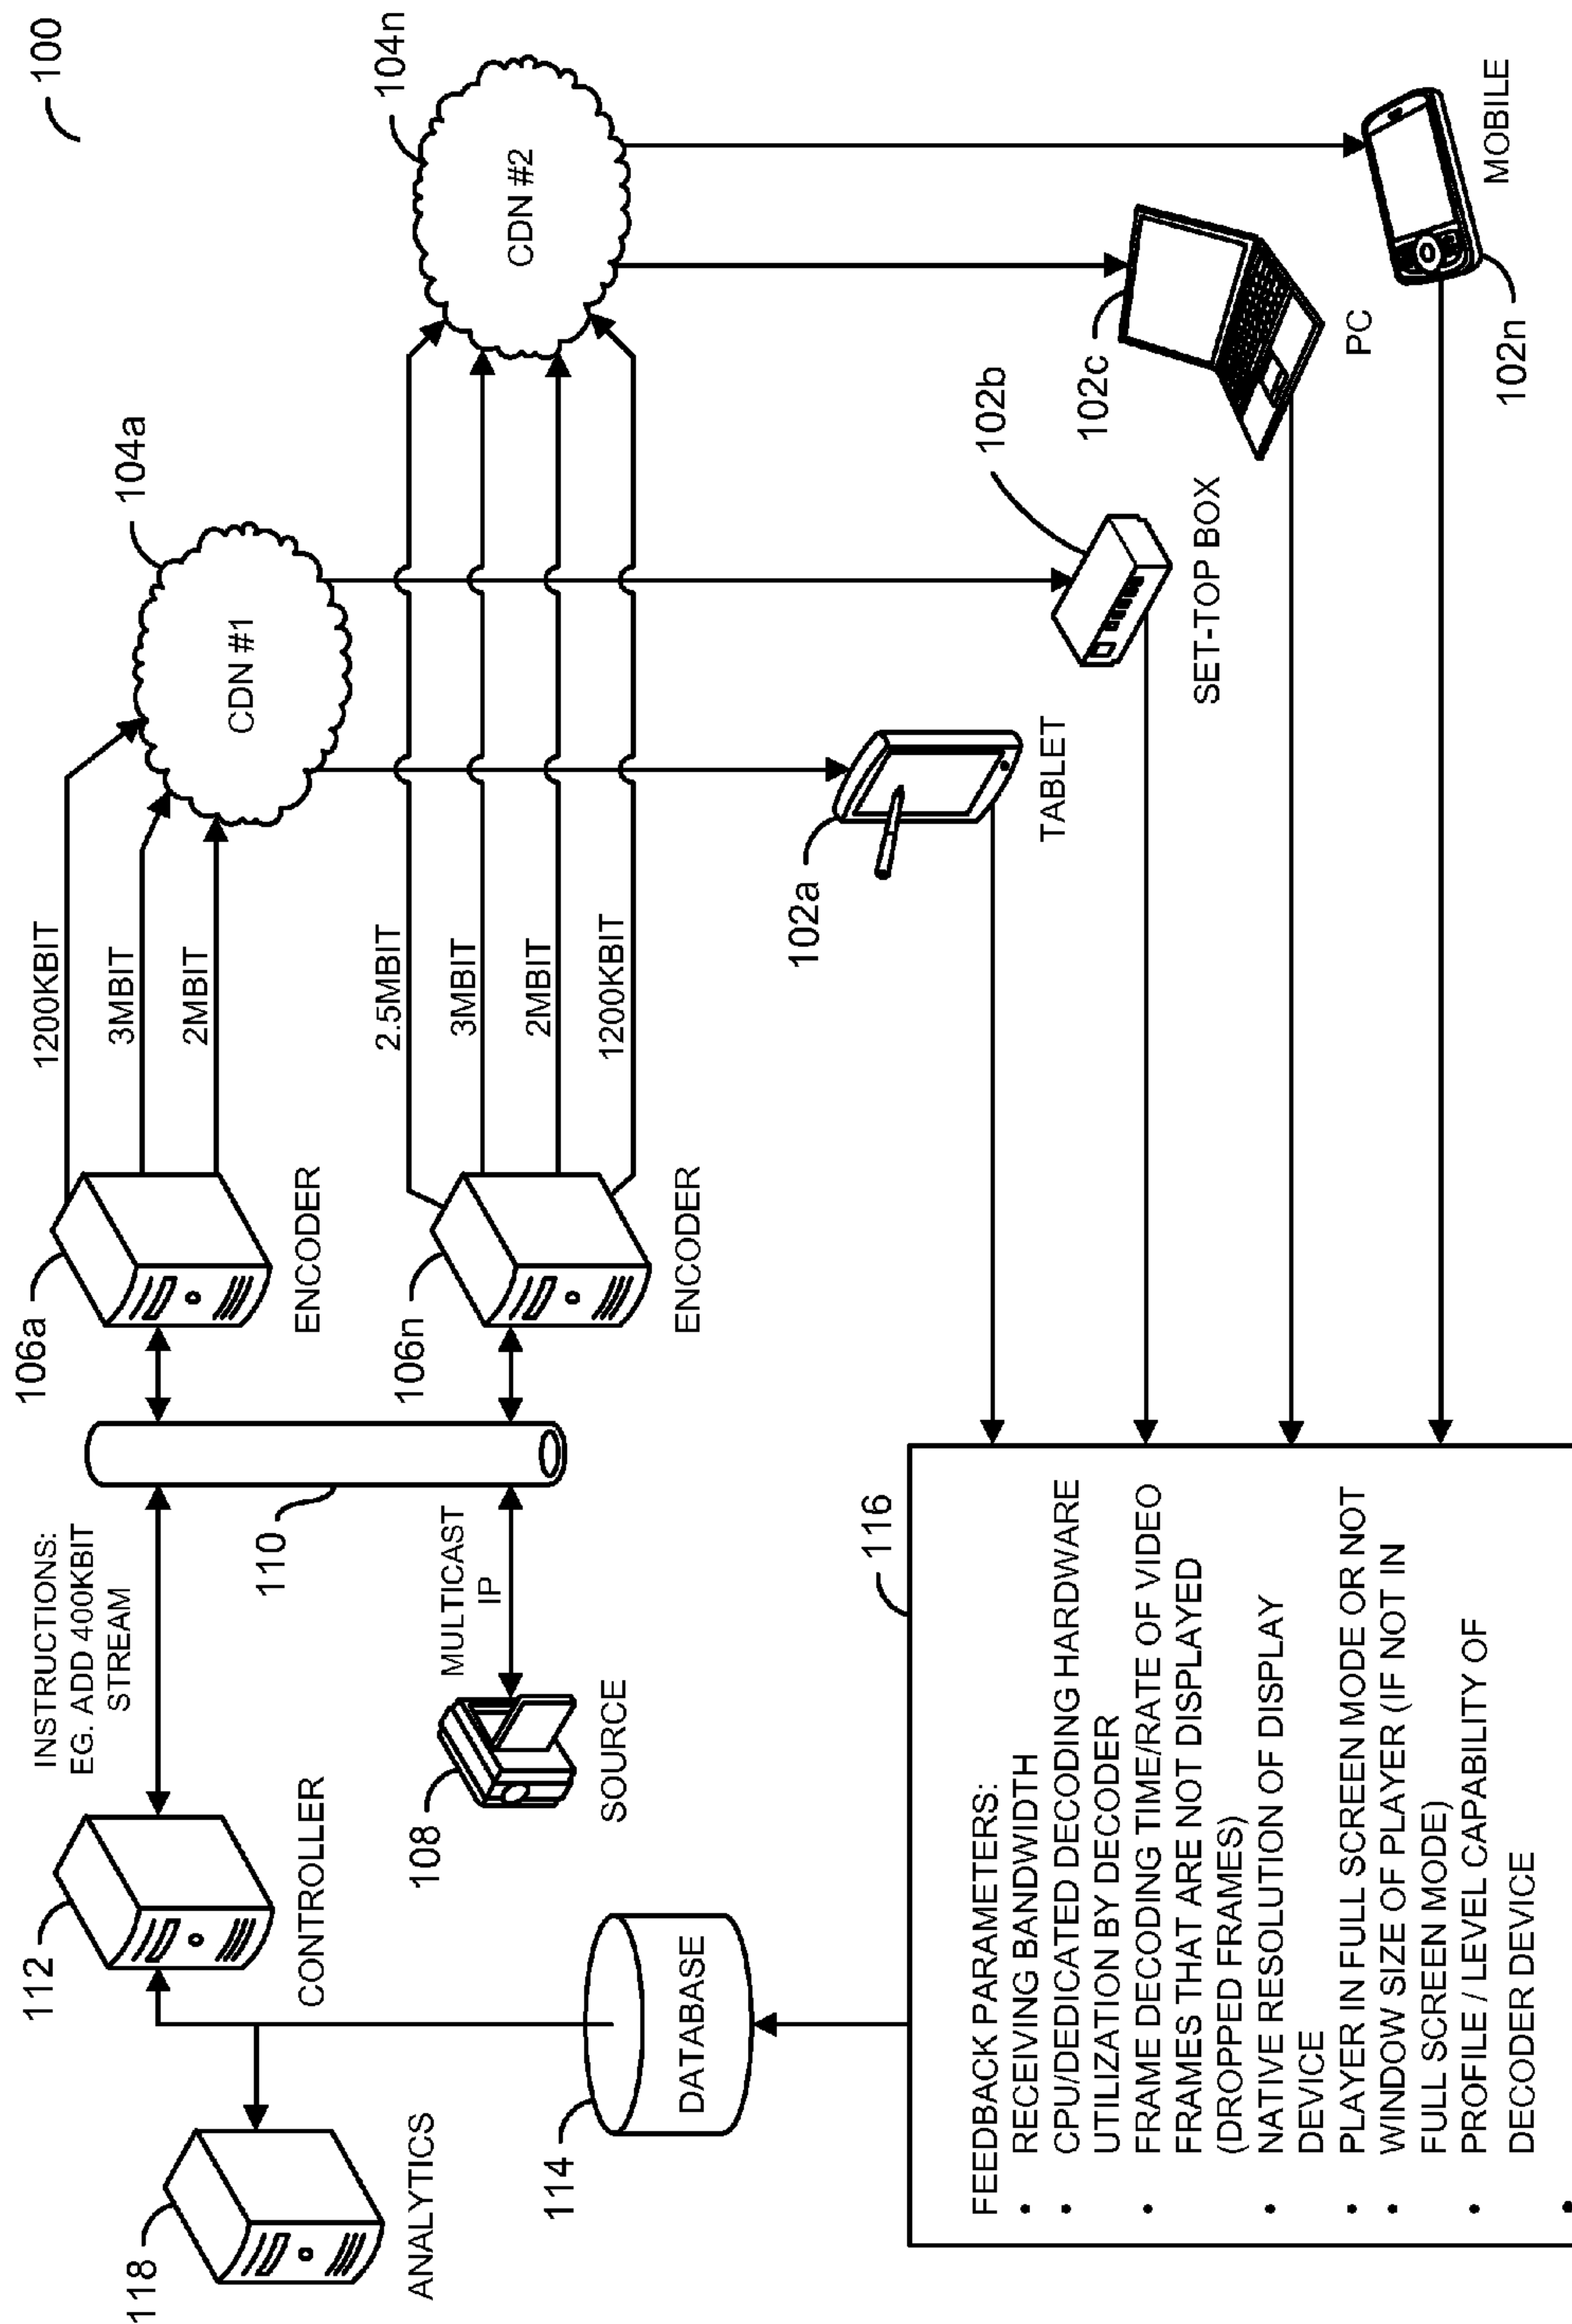 100
106a
ENCODER
1200KBIT
3MBIT
2MBIT
CDN #1
104a
106n
ENCODER
2.5MBIT
3MBIT
2MBIT
1200KBIT
CDN #2
104n
INSTRUCTIONS:
EG. ADD 400KBIT
STREAM
110
MULTICAST
IP
108
SOURCE
112
CONTROLLER
118
ANALYTICS
114
DATABASE
102a
TABLET
102b
SET-TOP BOX
102c
PC
102n
MOBILE
116
FEEDBACK PARAMETERS:
• RECEIVING BANDWIDTH
• CPU/DEDICATED DECODING HARDWARE
UTILIZATION BY DECODER
• FRAME DECODING TIME/RATE OF VIDEO
FRAMES THAT ARE NOT DISPLAYED
(DROPPED FRAMES)
• NATIVE RESOLUTION OF DISPLAY
DEVICE
• PLAYER IN FULL SCREEN MODE OR NOT
• WINDOW SIZE OF PLAYER (IF NOT IN
FULL SCREEN MODE)
• PROFILE / LEVEL CAPABILITY OF
DECODER DEVICE
•